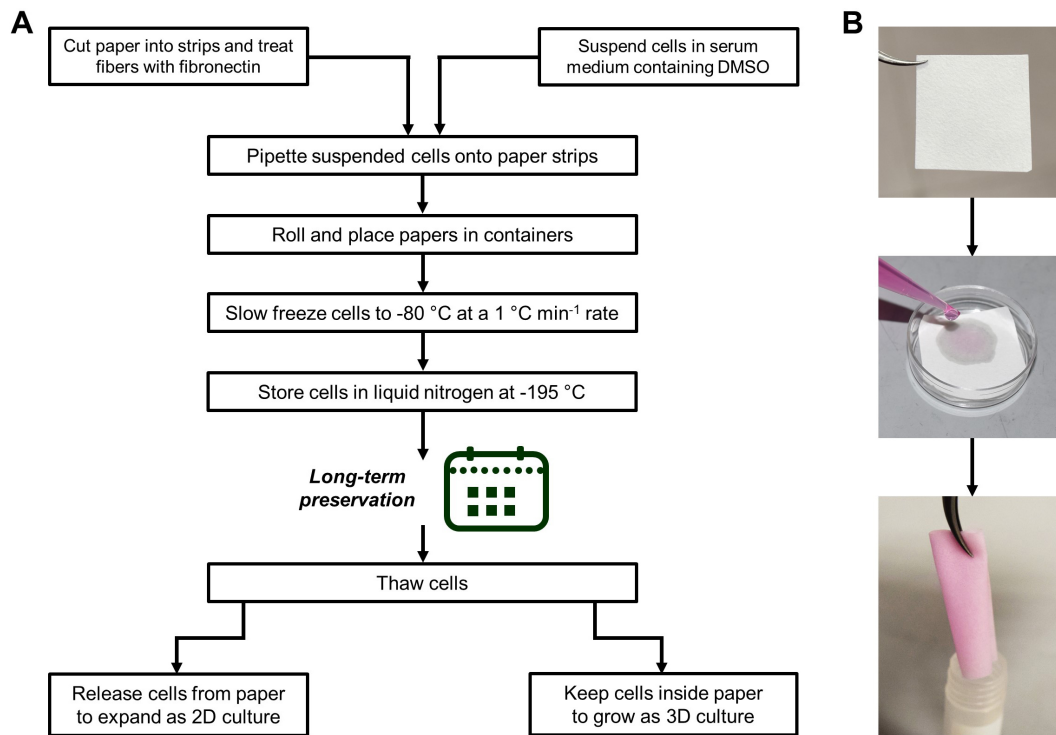 A
B
Cut paper into strips and treat
fibers with fibronectin
Suspend cells in serum
medium containing DMSO
Pipette suspended cells onto paper strips
Roll and place papers in containers
Slow freeze cells to -80 °C at a 1 °C min⁻¹ rate
Store cells in liquid nitrogen at -195 °C
Long-term
preservation
Thaw cells
Release cells from paper
to expand as 2D culture
Keep cells inside paper
to grow as 3D culture